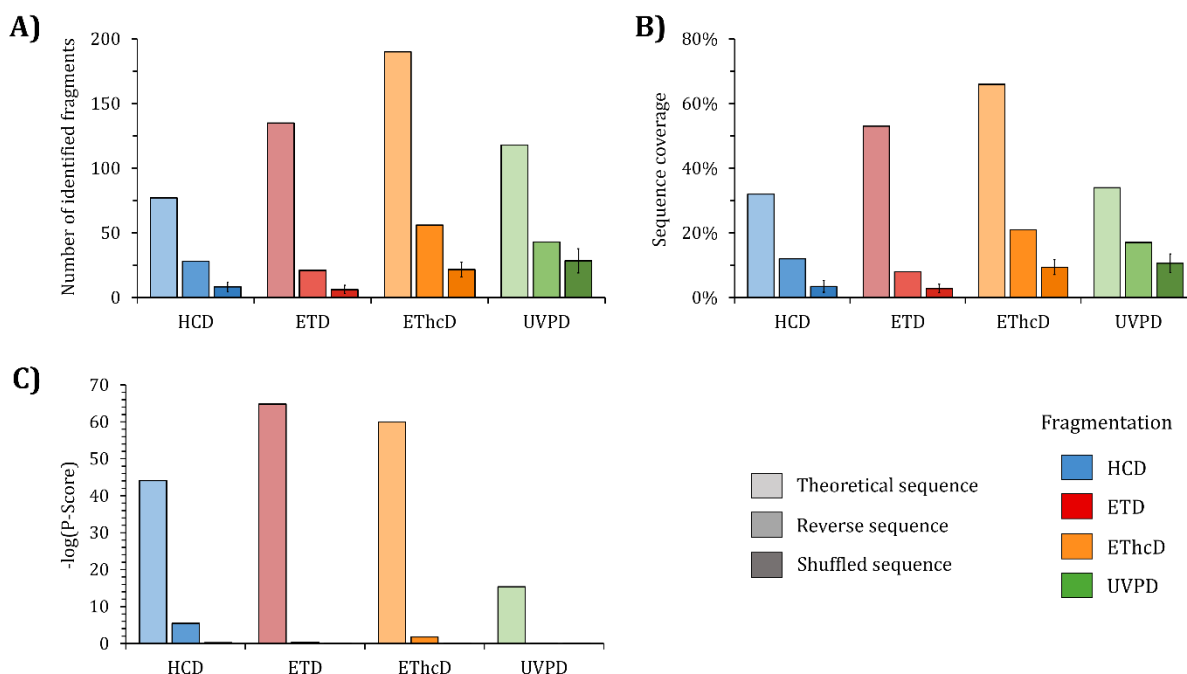 A)
Number of identified fragments
200
150
100
50
0
HCD ETD EThcD UVPD
B)
Sequence coverage
80%
60%
40%
20%
0%
HCD ETD EThcD UVPD
C)
-log(P-Score)
70
60
50
40
30
20
10
0
HCD ETD EThcD UVPD
Theoretical sequence
Reverse sequence
Shuffled sequence
Fragmentation
HCD
ETD
EThcD
UVPD